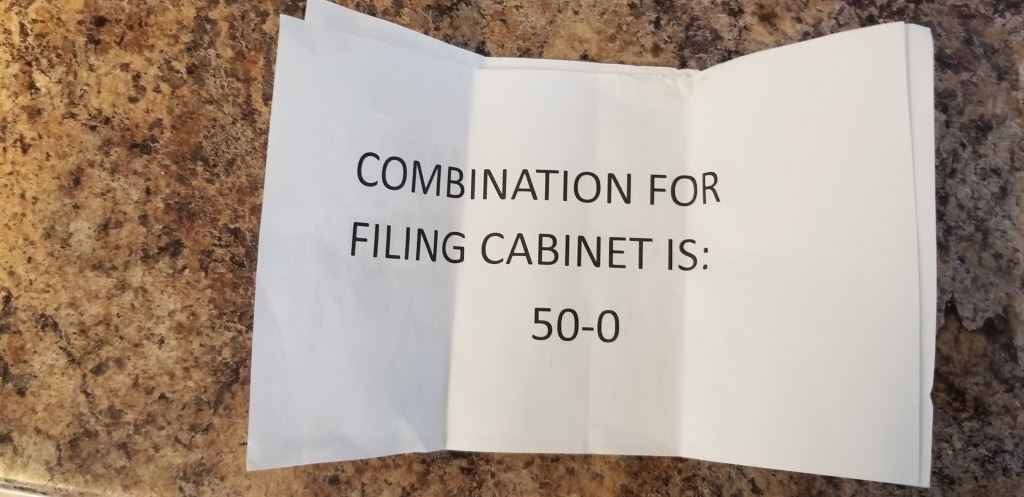 COMBINATION FOR
FILING CABINET IS:
50-0